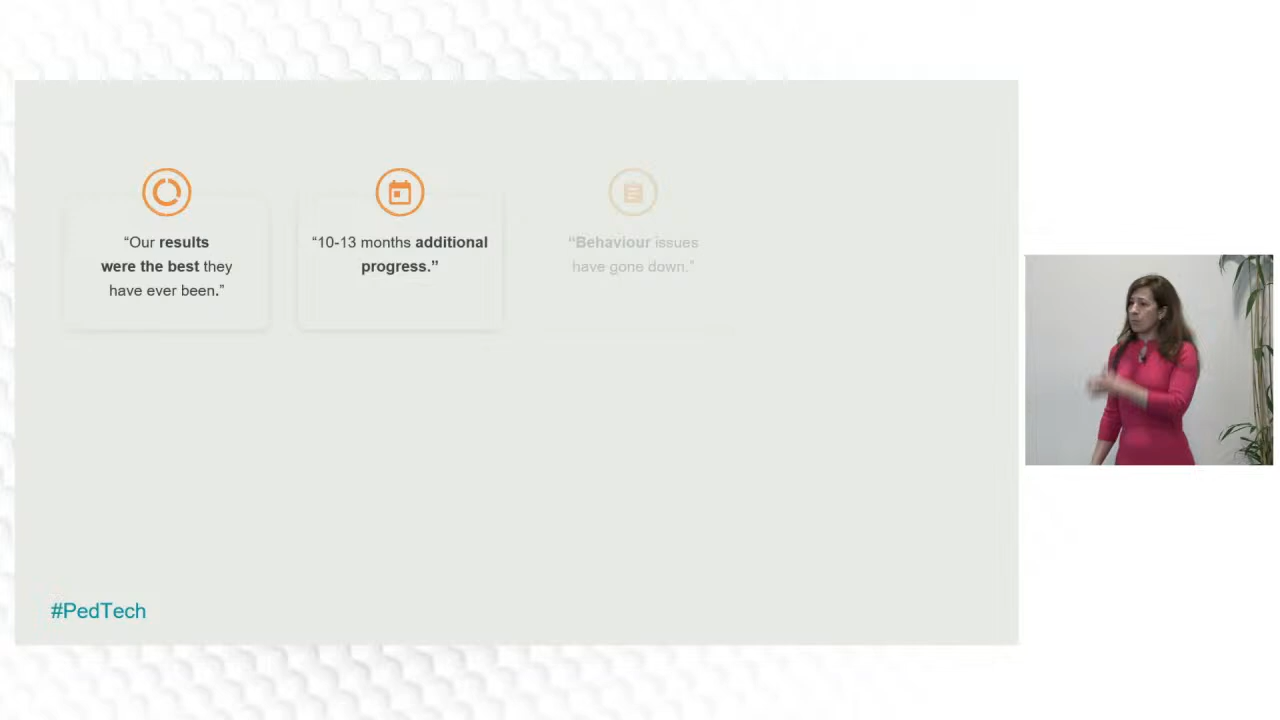 “Our results
were the best they
have ever been.”
“10-13 months additional
progress.”
“Behaviour issues
have gone down.”
#PedTech